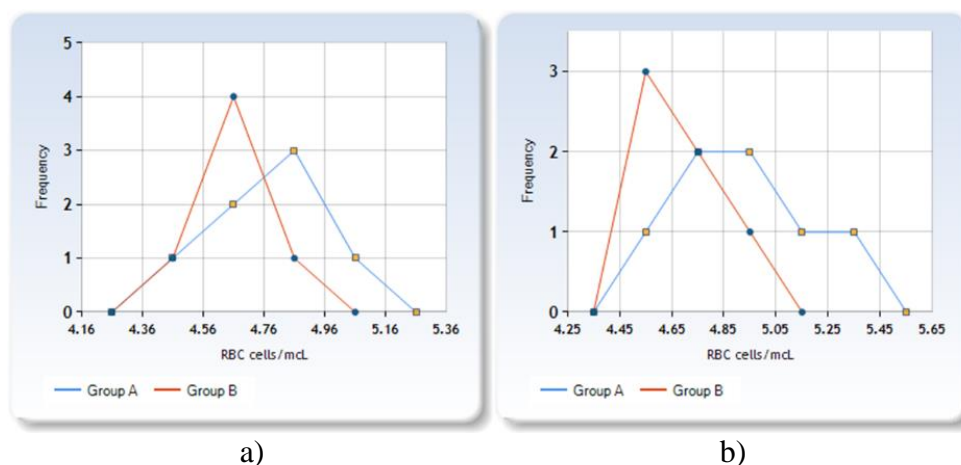 5
4
3
2
1
0
Frequency
4.16 4.36 4.56 4.76 4.96 5.16 5.36
RBC cells/mcL
Group A Group B
a)
3
2
1
0
Frequency
4.25 4.45 4.65 4.85 5.05 5.25 5.45 5.65
RBC cells/mcL
Group A Group B
b)